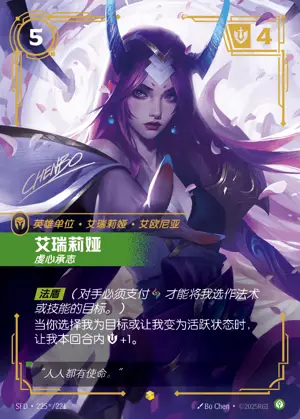 5
4
CHENBO
英雄单位・艾瑞莉娅・艾欧尼亚
艾瑞莉娅
虔心承志
法盾（对手必须支付 才能将我选作法术
或技能的目标。）
当你选择我为目标或让我变为活跃状态时，
让我本回合内 +1。
“人人都有使命。”
SFD・225*/221
Bo Chen
©2025RG